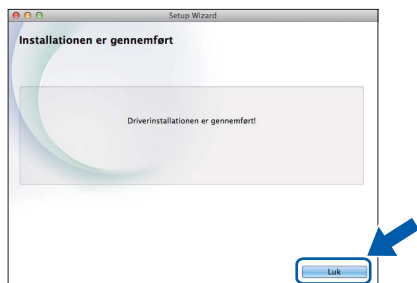 Setup Wizard
Installationen er gennemført
Driverinstallationen er gennemført!
Luk